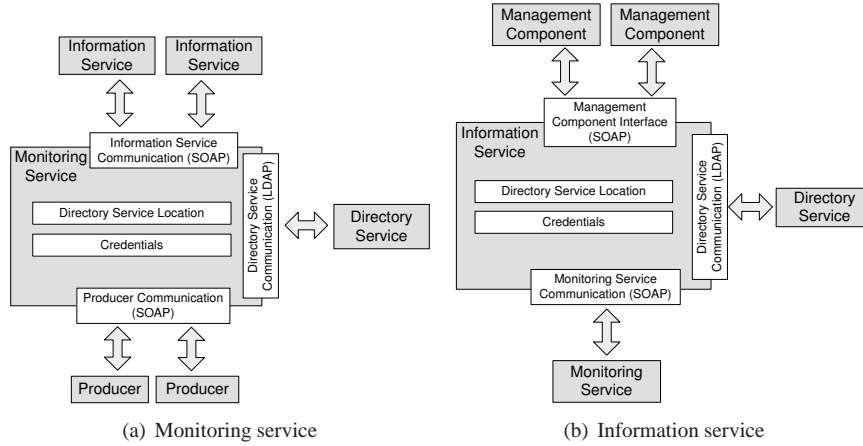 Information
Service
Information
Service
Information Service
Communication (SOAP)
Monitoring
Service
Directory Service Location
Credentials
Directory Service
Communication (LDAP)
Directory
Service
Producer Communication
(SOAP)
Producer
Producer
(a) Monitoring service
Management
Component
Management
Component
Management
Component Interface
(SOAP)
Information
Service
Directory Service Location
Credentials
Directory Service
Communication (LDAP)
Directory
Service
Monitoring Service
Communication (SOAP)
Monitoring
Service
(b) Information service